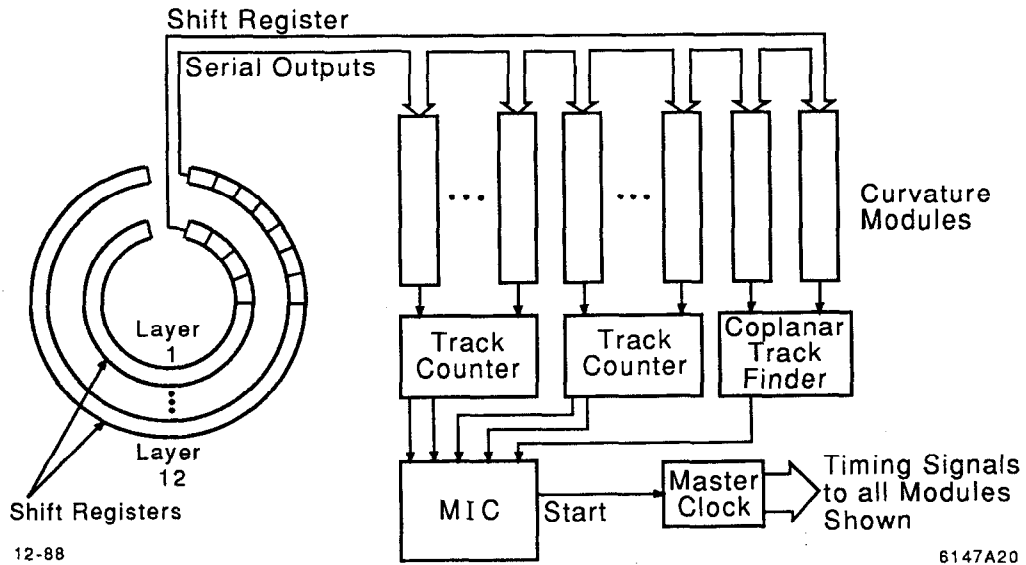 Shift Register
Serial Outputs
Curvature
Modules
Layer
1
Track
Counter
Track
Counter
Coplanar
Track
Finder
Layer
12
Shift Registers
MIC
Start
Master
Clock
Timing Signals
to all Modules
Shown
12-88
6147A20